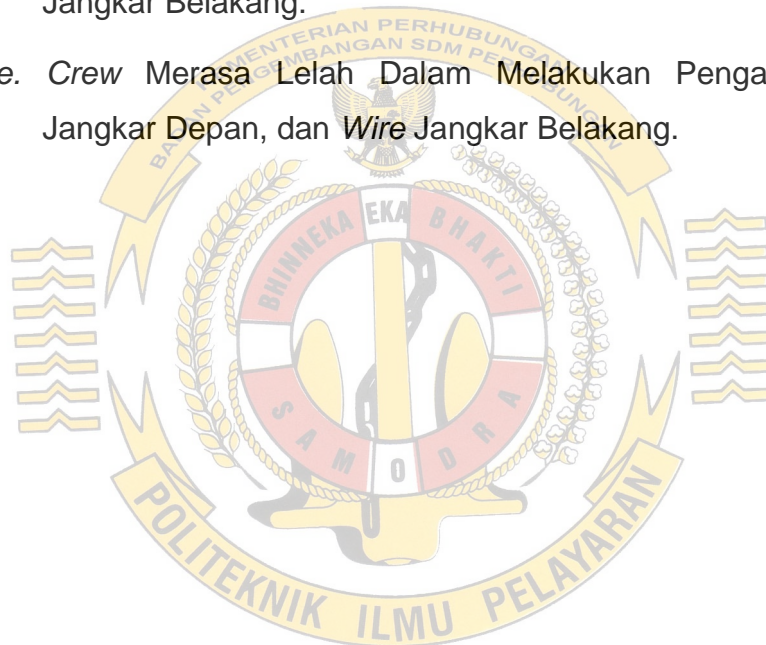 Jangkar Belakang.
e. Crew Merasa Lelah Dalam Melakukan Penga
Jangkar Depan, dan Wire Jangkar Belakang.
KEMENTERIAN PERHUBUNGAN
BADAN PENGEMBANGAN SDM PERHUBUNGAN
BHINNEKA EKA BHAKTI
SAMODRA
POLITEKNIK ILMU PELAYARAN